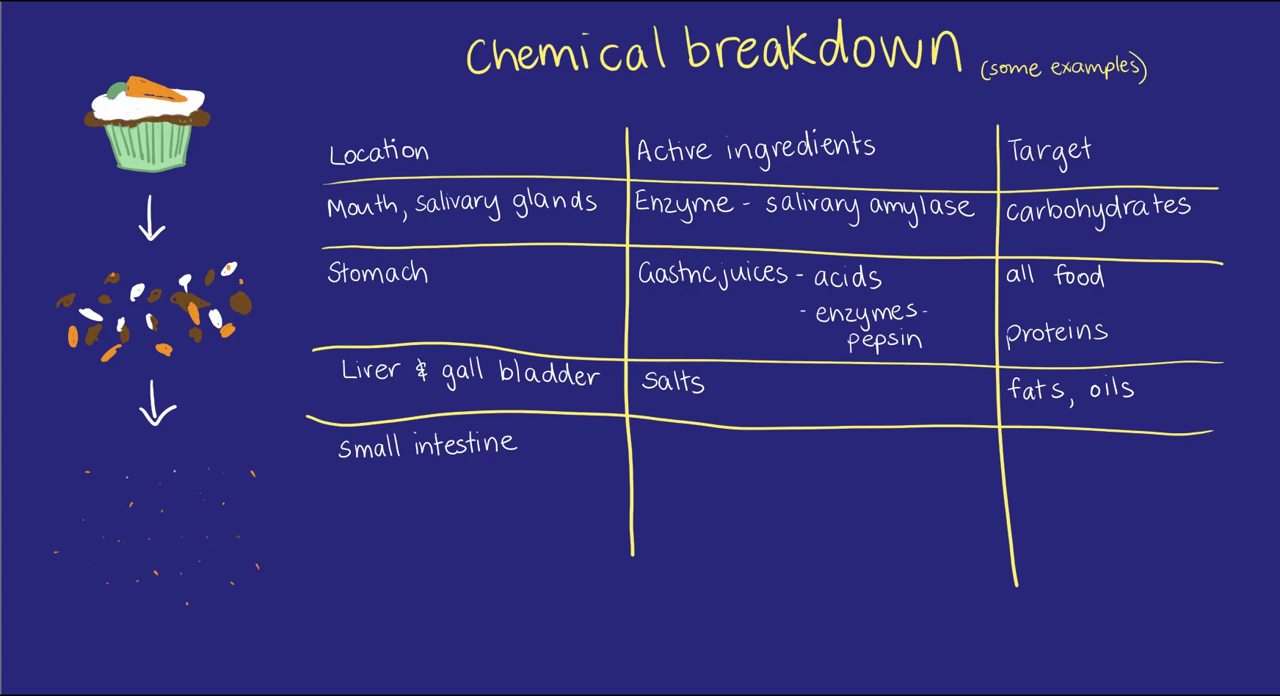 Chemical breakdown (some examples)
Location Active ingredients Target
Mouth, salivary glands Enzyme - salivary amylase carbohydrates
Stomach Gastric juices - acids all food
- enzymes -
pepsin proteins
Liver & gall bladder salts fats, oils
small intestine